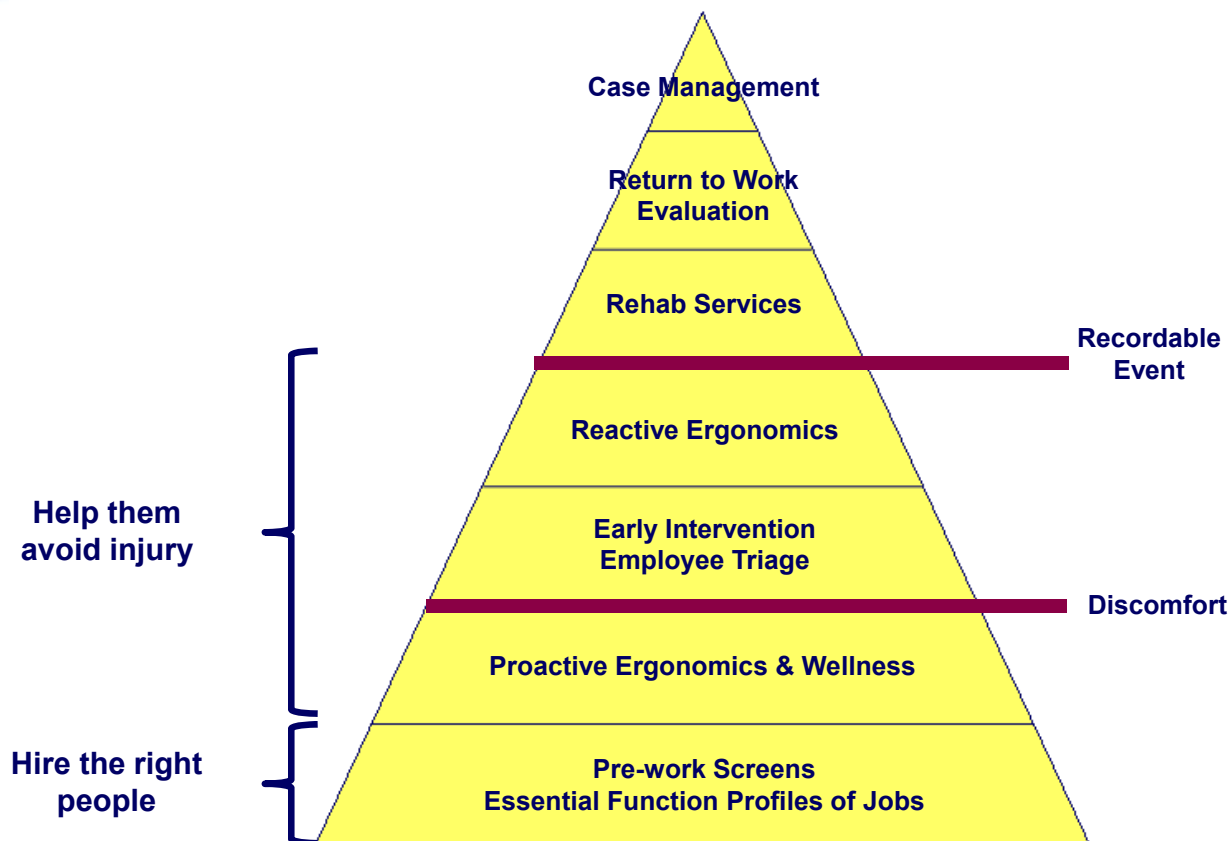 Case Management
Return to Work
Evaluation
Rehab Services
Recordable
Event
Reactive Ergonomics
Help them
avoid injury
Early Intervention
Employee Triage
Discomfort
Proactive Ergonomics & Wellness
Hire the right
people
Pre-work Screens
Essential Function Profiles of Jobs